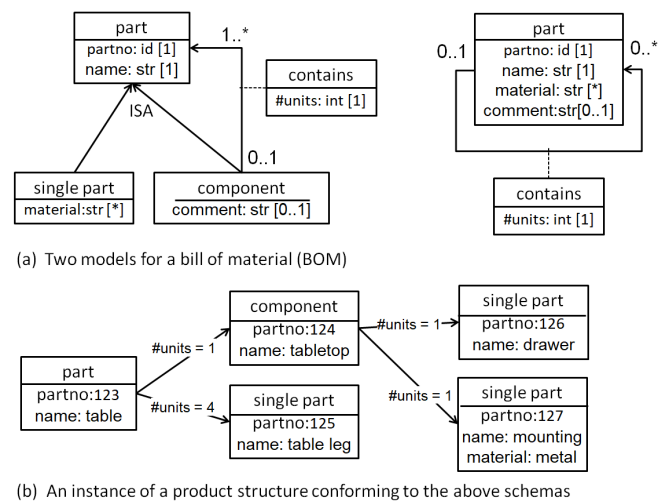 part
partno: id [1]
name: str [1]
1..*
contains
#units: int [1]
ISA
0..1
single part
material:str [*]
component
comment: str [0..1]
part
partno: id [1]
name: str [1]
material: str [*]
comment:str[0..1]
0..1
0..*
contains
#units: int [1]
(a) Two models for a bill of material (BOM)
part
partno:123
name: table
#units = 1
#units = 4
component
partno:124
name: tabletop
single part
partno:125
name: table leg
#units = 1
#units = 1
single part
partno:126
name: drawer
single part
partno:127
name: mounting
material: metal
(b) An instance of a product structure conforming to the above schemas